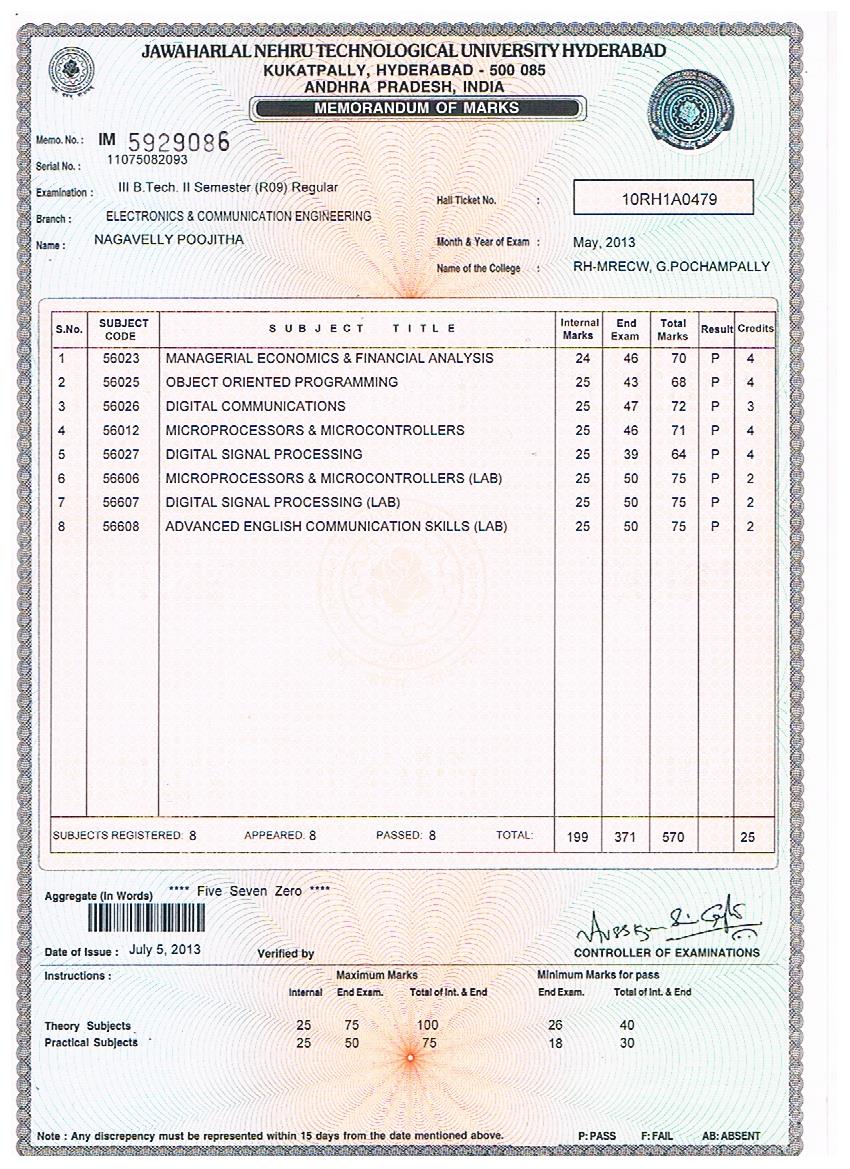 JAWAHARLAL NEHRU TECHNOLOGICAL UNIVERSITY HYDERABAD
KUKATPALLY, HYDERABAD - 500 085
ANDHRA PRADESH, INDIA
MEMORANDUM OF MARKS
Memo. No. : IM 5929086
Serial No. : 11075082093
Examination : III B.Tech. II Semester (R09) Regular
Hall Ticket No. : 10RH1A0479
Branch : ELECTRONICS & COMMUNICATION ENGINEERING
Name : NAGAVELLY POOJITHA
Month & Year of Exam : May, 2013
Name of the College : RH-MRECW, G.POCHAMPALLY
S.No. SUBJECT CODE SUBJECT TITLE Internal Marks End Exam Total Marks Result Credits
1 56023 MANAGERIAL ECONOMICS & FINANCIAL ANALYSIS 24 46 70 P 4
2 56025 OBJECT ORIENTED PROGRAMMING 25 43 68 P 4
3 56026 DIGITAL COMMUNICATIONS 25 47 72 P 3
4 56012 MICROPROCESSORS & MICROCONTROLLERS 25 46 71 P 4
5 56027 DIGITAL SIGNAL PROCESSING 25 39 64 P 4
6 56606 MICROPROCESSORS & MICROCONTROLLERS (LAB) 25 50 75 P 2
7 56607 DIGITAL SIGNAL PROCESSING (LAB) 25 50 75 P 2
8 56608 ADVANCED ENGLISH COMMUNICATION SKILLS (LAB) 25 50 75 P 2
SUBJECTS REGISTERED: 8 APPEARED: 8 PASSED: 8 TOTAL: 199 371 570 25
Aggregate (In Words) **** Five Seven Zero ****
Date of Issue : July 5, 2013 Verified by CONTROLLER OF EXAMINATIONS
Instructions : Maximum Marks Minimum Marks for pass
Internal End Exam. Total of Int. & End End Exam. Total of Int. & End
Theory Subjects 25 75 100 26 40
Practical Subjects 25 50 75 18 30
Note : Any discrepancy must be represented within 15 days from the date mentioned above. P: PASS F: FAIL AB: ABSENT